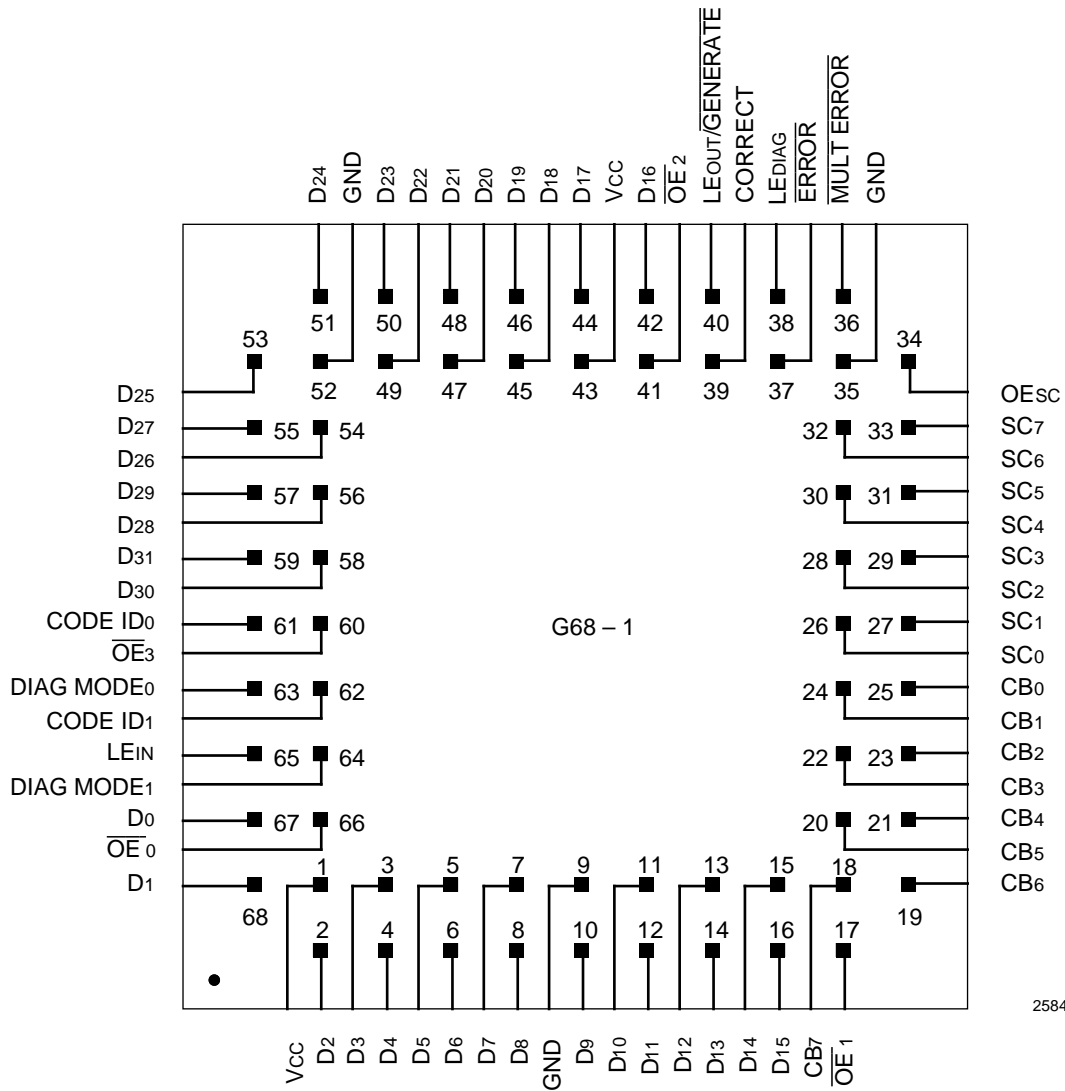 D24 GND D23 D22 D21 D20 D19 D18 D17 VCC D16 OE 2 LEOUT/GENERATE CORRECT LEDIAG ERROR MULT ERROR GND
51 50 48 46 44 42 40 38 36
53 34
52 49 47 45 43 41 39 37 35
D25 OESC
D27 55 54 32 33 SC7
D26 SC6
D29 57 56 30 31 SC5
D28 SC4
D31 59 58 28 29 SC3
D30 SC2
CODE ID0 61 60 G68 – 1 26 27 SC1
OE3 SC0
DIAG MODE0 63 62 24 25 CB0
CODE ID1 CB1
LEIN 65 64 22 23 CB2
DIAG MODE1 CB3
D0 67 66 20 21 CB4
OE 0 CB5
1 3 5 7 9 11 13 15 18
D1 CB6
68 19
2 4 6 8 10 12 14 16 17
2584
VCC D2 D3 D4 D5 D6 D7 D8 GND D9 D10 D11 D12 D13 D14 D15 CB7 OE 1